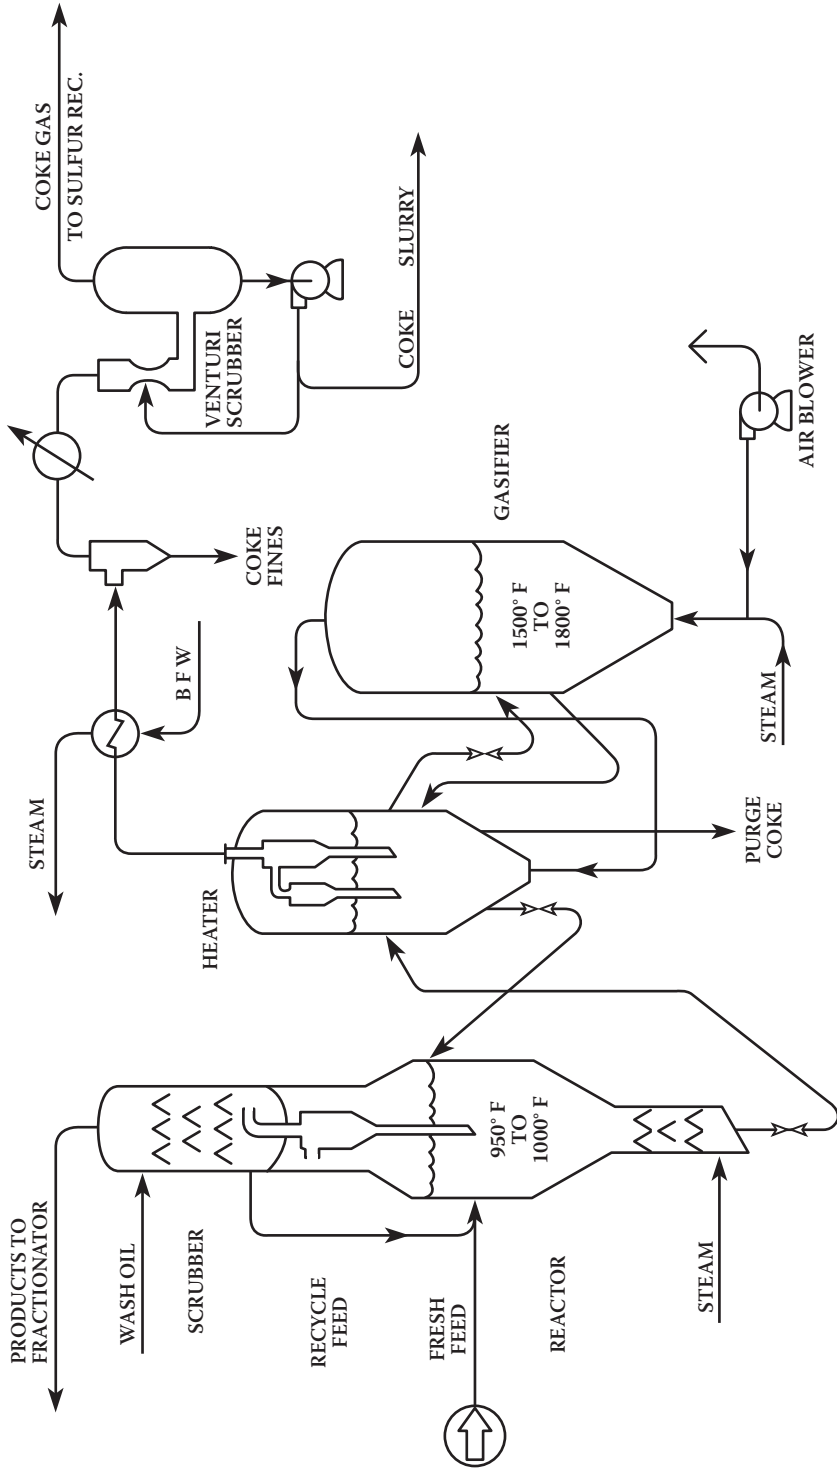 PRODUCTS TO
FRACTIONATOR
WASH OIL
SCRUBBER
RECYCLE
FEED
FRESH
FEED
REACTOR
STEAM
950° F
TO
1000° F
STEAM
HEATER
B F W
PURGE
COKE
COKE
FINES
1500° F
TO
1800° F
GASIFIER
STEAM
AIR BLOWER
VENTURI
SCRUBBER
COKE SLURRY
COKE GAS
TO SULFUR REC.